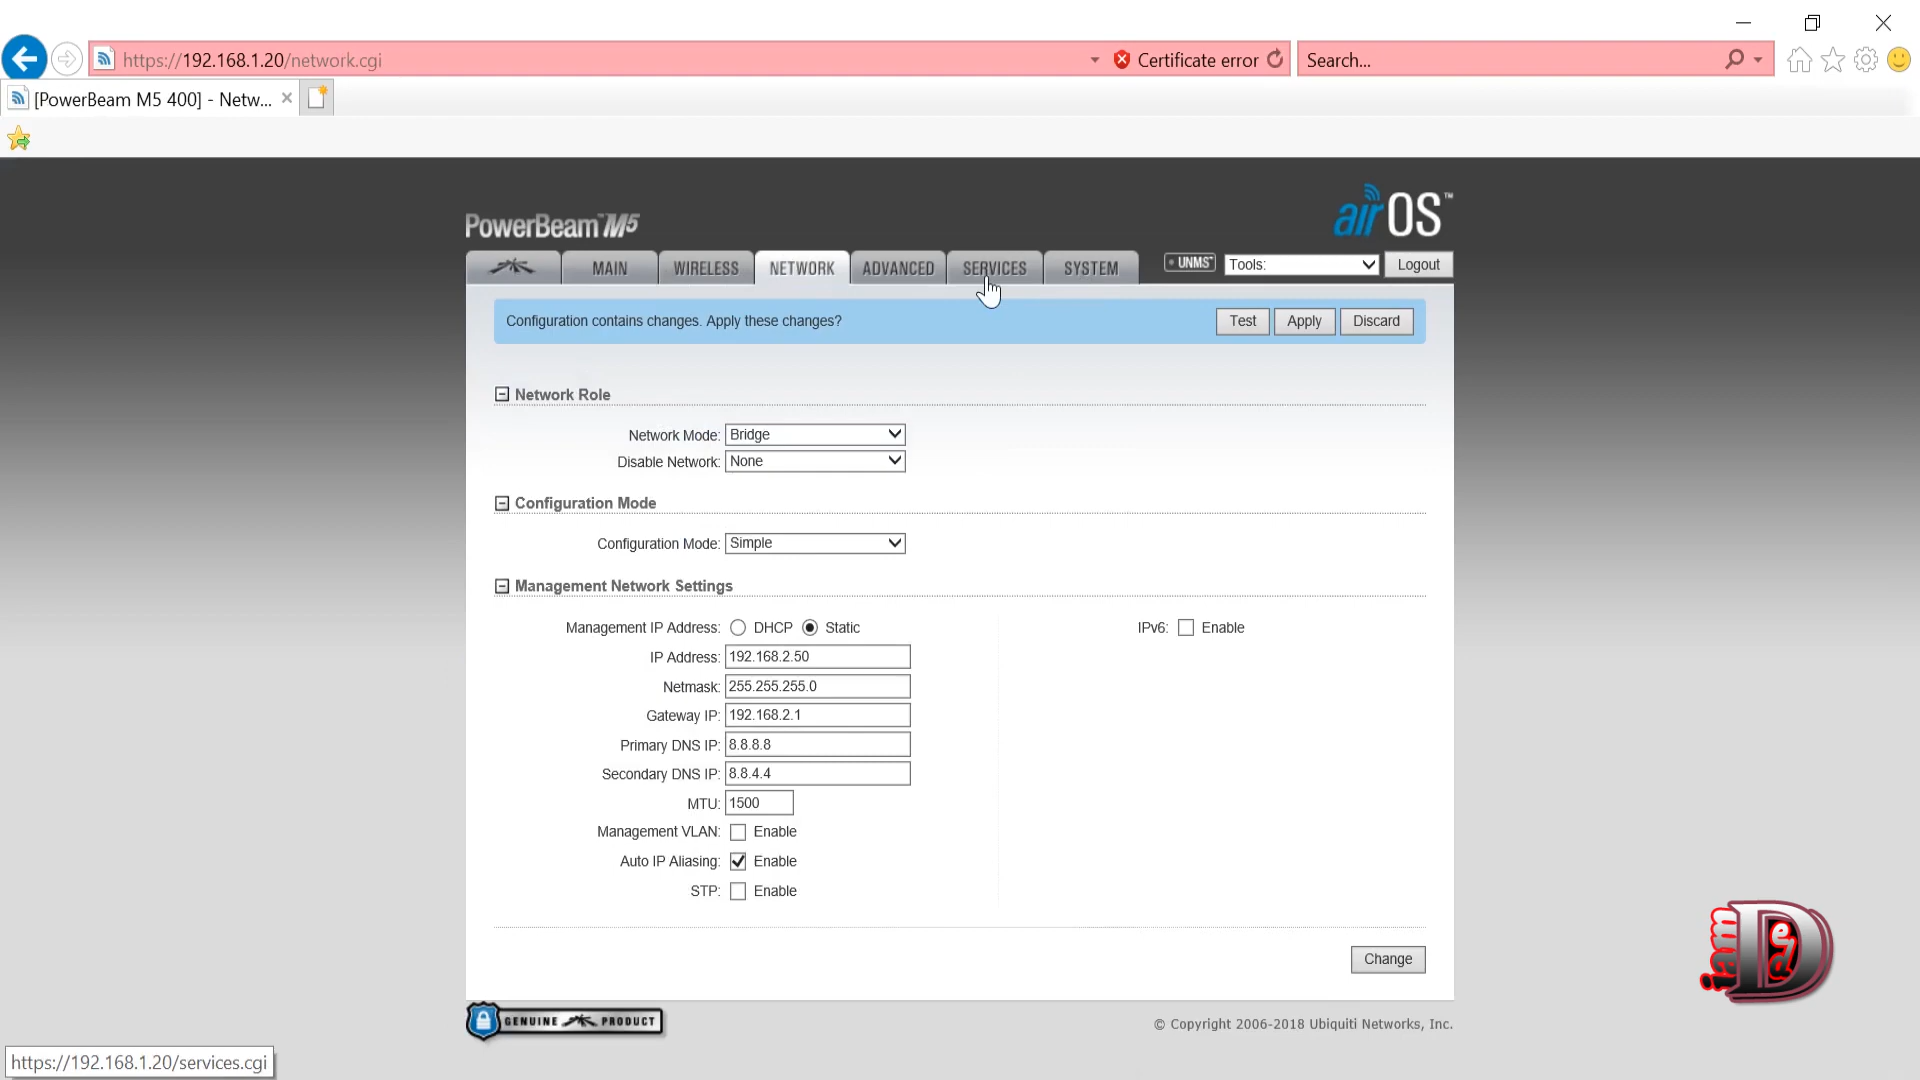 https://192.168.1.20/network.cgi
Certificate error
Search...
[PowerBeam M5 400] - Netw...
PowerBeam™M5
airOS™
MAIN
WIRELESS
NETWORK
ADVANCED
SERVICES
SYSTEM
UNMS™
Tools:
Logout
Configuration contains changes. Apply these changes?
Test
Apply
Discard
Network Role
Network Mode: Bridge
Disable Network: None
Configuration Mode
Configuration Mode: Simple
Management Network Settings
Management IP Address: DHCP Static
IPv6: Enable
IP Address: 192.168.2.50
Netmask: 255.255.255.0
Gateway IP: 192.168.2.1
Primary DNS IP: 8.8.8.8
Secondary DNS IP: 8.8.4.4
MTU: 1500
Management VLAN: Enable
Auto IP Aliasing: Enable
STP: Enable
Change
GENUINE PRODUCT
© Copyright 2006-2018 Ubiquiti Networks, Inc.
https://192.168.1.20/services.cgi